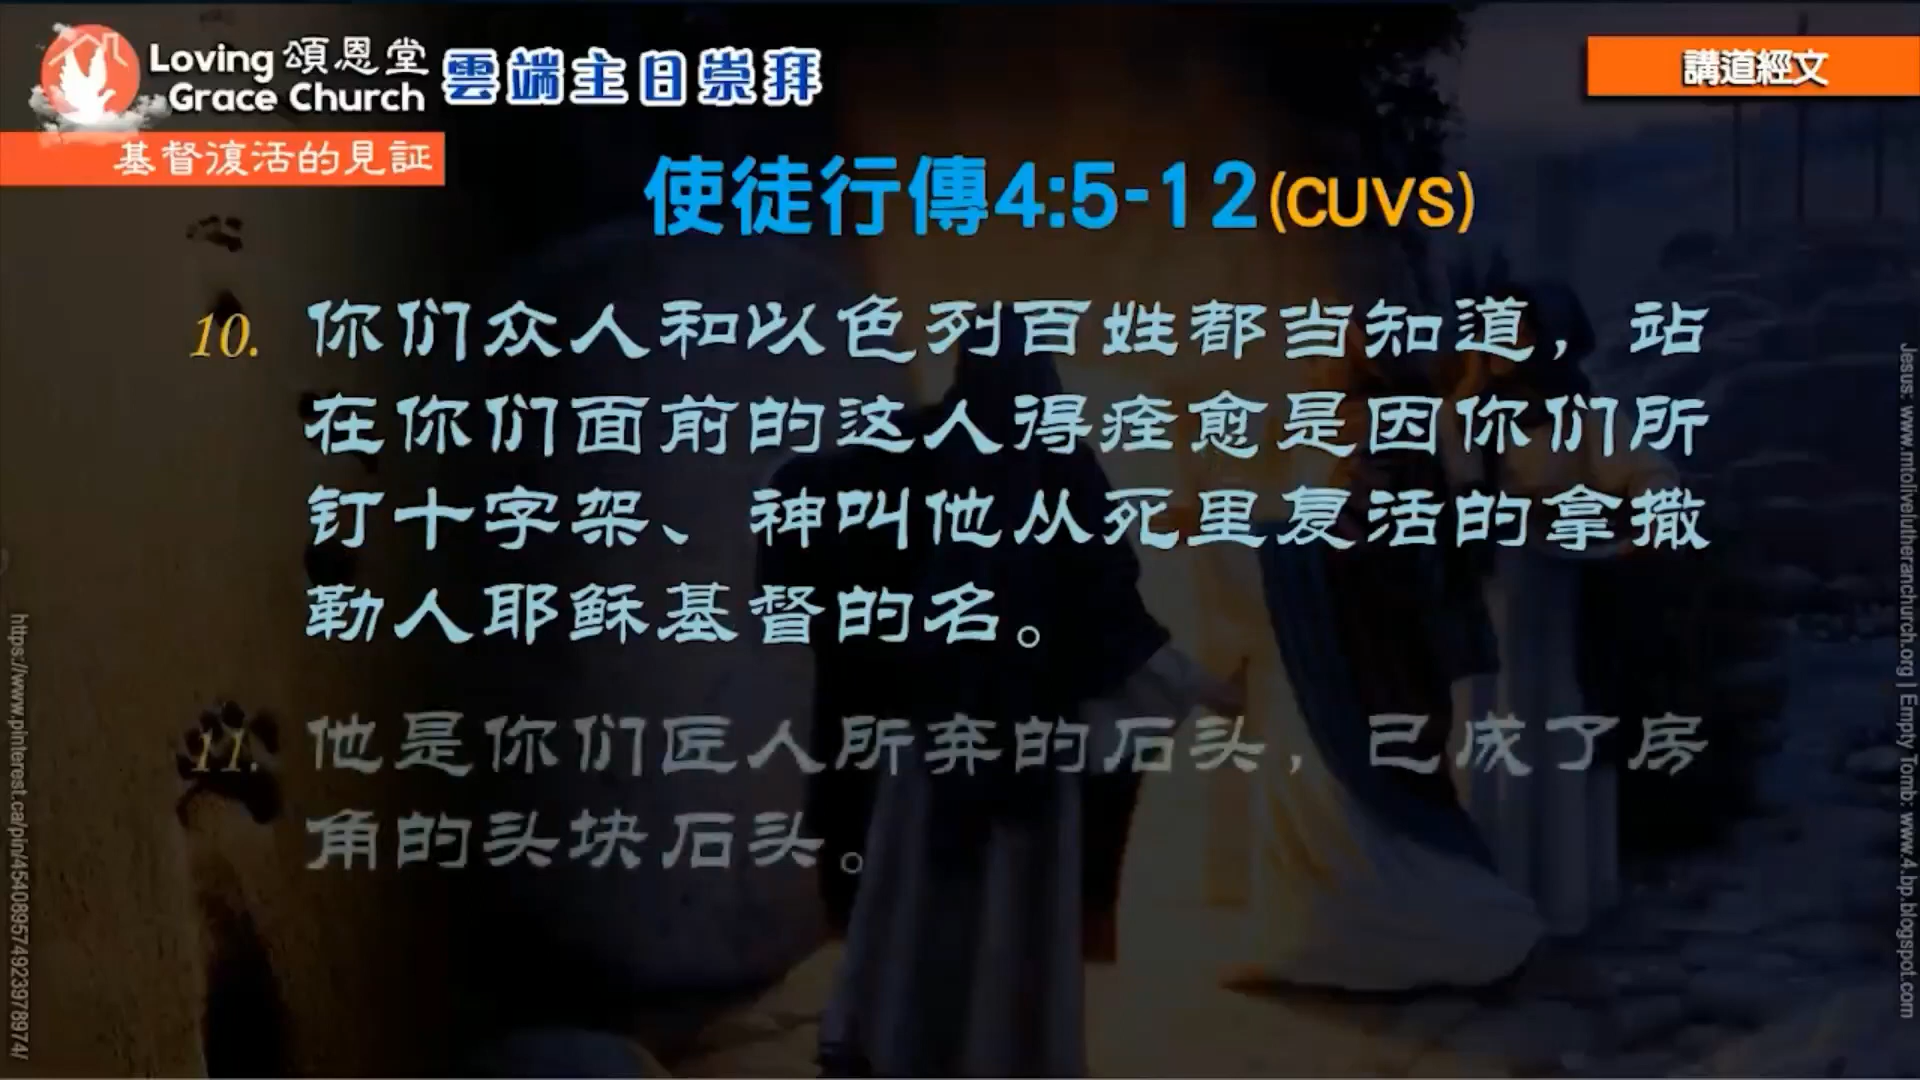 Loving 頌恩堂
Grace Church
雲端主日崇拜
講道經文
基督復活的見証
使徒行傳4:5-12(CUVS)
10. 你们众人和以色列百姓都当知道，站
在你们面前的这人得痊愈是因你们所
钉十字架、神叫他从死里复活的拿撒
勒人耶稣基督的名。
11. 他是你们匠人所弃的石头，已成了房
角的头块石头。
https://www.pinterest.ca/pin/454089574923978974/
Jesus: www.mtolivelutheranchurch.org | Empty Tomb: www.4.bp.blogspot.com